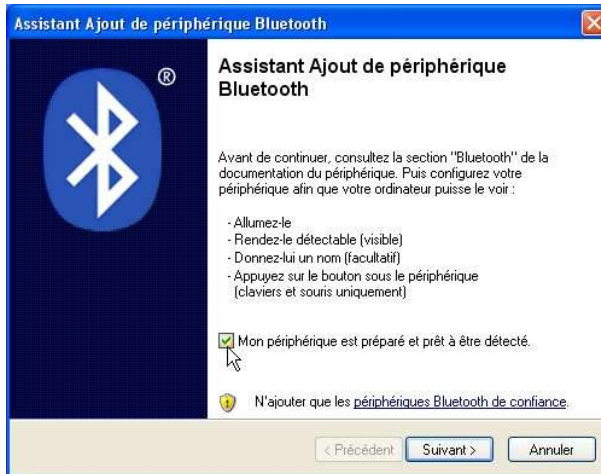 Assistant Ajout de périphérique Bluetooth
®
Assistant Ajout de périphérique
Bluetooth
Avant de continuer, consultez la section "Bluetooth" de la
documentation du périphérique. Puis configurez votre
périphérique afin que votre ordinateur puisse le voir :
- Allumez-le
- Rendez-le détectable (visible)
- Donnez-lui un nom (facultatif)
- Appuyez sur le bouton sous le périphérique
(claviers et souris uniquement)
Mon périphérique est préparé et prêt à être détecté.
N'ajouter que les périphériques Bluetooth de confiance.
< Précédent Suivant > Annuler